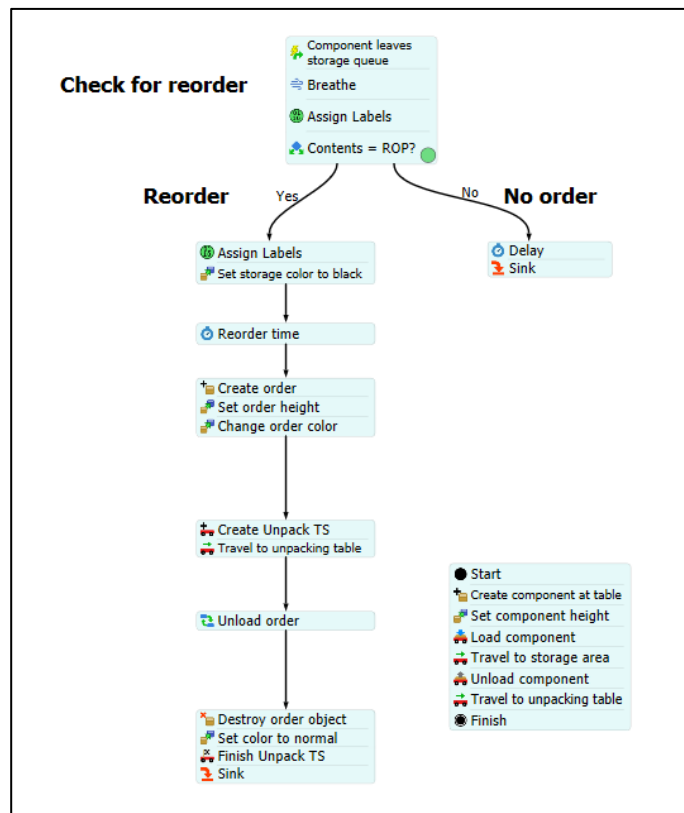 Component leaves
storage queue
Check for reorder
Breathe
Assign Labels
Contents = ROP?
Reorder
Yes
No
No order
Assign Labels
Set storage color to black
Delay
Sink
Reorder time
Create order
Set order height
Change order color
Create Unpack TS
Travel to unpacking table
Unload order
Destroy order object
Set color to normal
Finish Unpack TS
Sink
Start
Create component at table
Set component height
Load component
Travel to storage area
Unload component
Travel to unpacking table
Finish